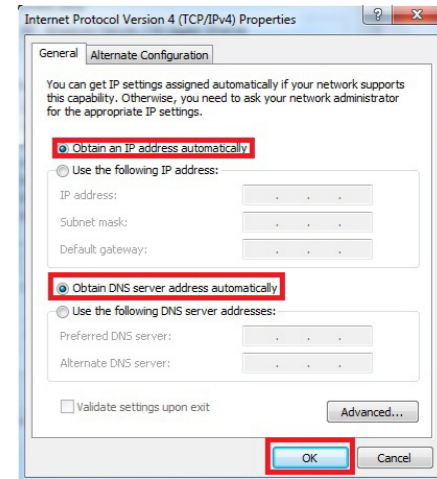 Internet Protocol Version 4 (TCP/IPv4) Properties
General
Alternate Configuration
You can get IP settings assigned automatically if your network supports
this capability. Otherwise, you need to ask your network administrator
for the appropriate IP settings.
Obtain an IP address automatically
Use the following IP address:
IP address:
Subnet mask:
Default gateway:
Obtain DNS server address automatically
Use the following DNS server addresses:
Preferred DNS server:
Alternate DNS server:
Validate settings upon exit
Advanced...
OK
Cancel